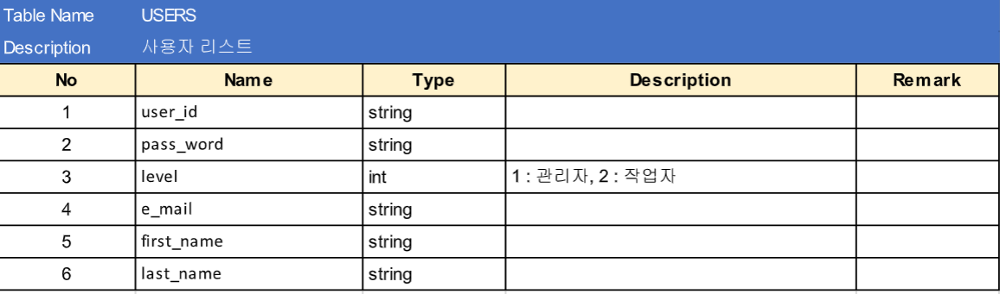 Table Name USERS
Description 사용자 리스트
No Name Type Description Remark
1 user_id string
2 pass_word string
3 level int 1 : 관리자, 2 : 작업자
4 e_mail string
5 first_name string
6 last_name string